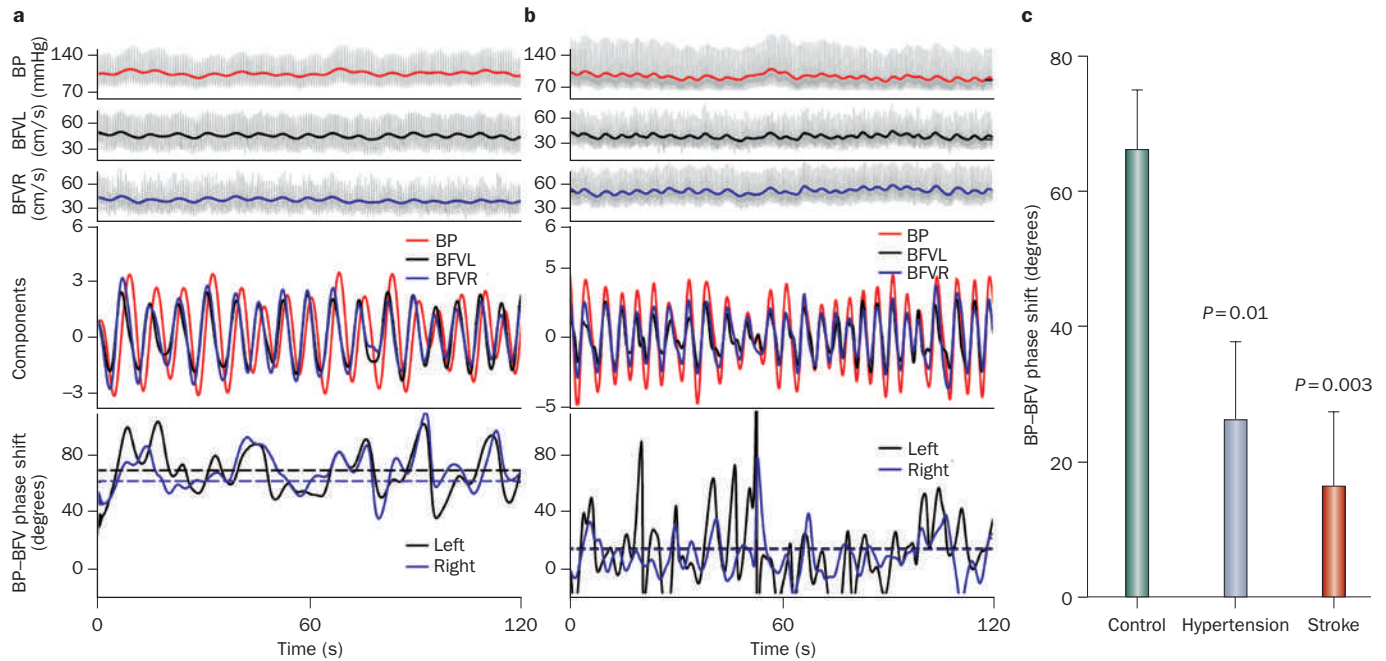 a
140
70
BP
(mmHg)
60
30
BFVL
(cm/s)
60
30
BFVR
(cm/s)
6
3
0
−3
Components
BP
BFVL
BFVR
80
40
0
BP–BFV phase shift
(degrees)
Left
Right
0
60
120
Time (s)
b
140
70
60
30
60
30
6
5
0
−5
BP
BFVL
BFVR
80
40
0
Left
Right
0
60
120
Time (s)
c
80
60
40
20
0
BP–BFV phase shift (degrees)
P=0.01
P=0.003
Control
Hypertension
Stroke